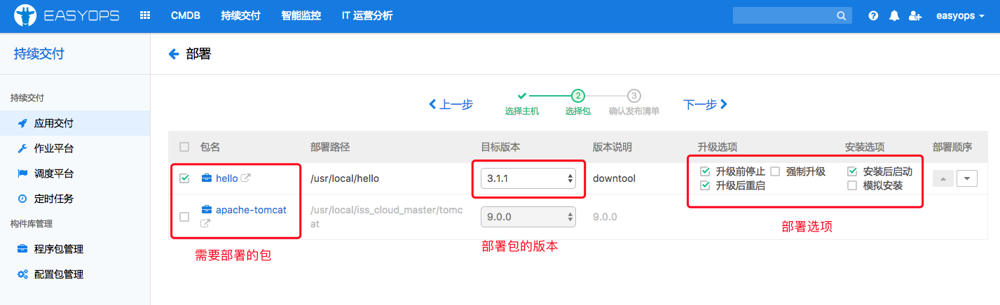 EASYOPS CMDB 持续交付 智能监控 IT 运营分析 easyops
持续交付
部署
持续交付
应用交付
作业平台
调度平台
定时任务
构件库管理
程序包管理
配置包管理
上一步 2 3 下一步
选择主机 选择包 确认发布清单
包名 部署路径 目标版本 版本说明 升级选项 安装选项 部署顺序
hello /usr/local/hello 3.1.1 downtool 升级前停止 强制升级 安装后启动
升级后重启 模拟安装
apache-tomcat /usr/local/iss_cloud_master/tomc 9.0.0 9.0.0
at
需要部署的包 部署包的版本 部署选项